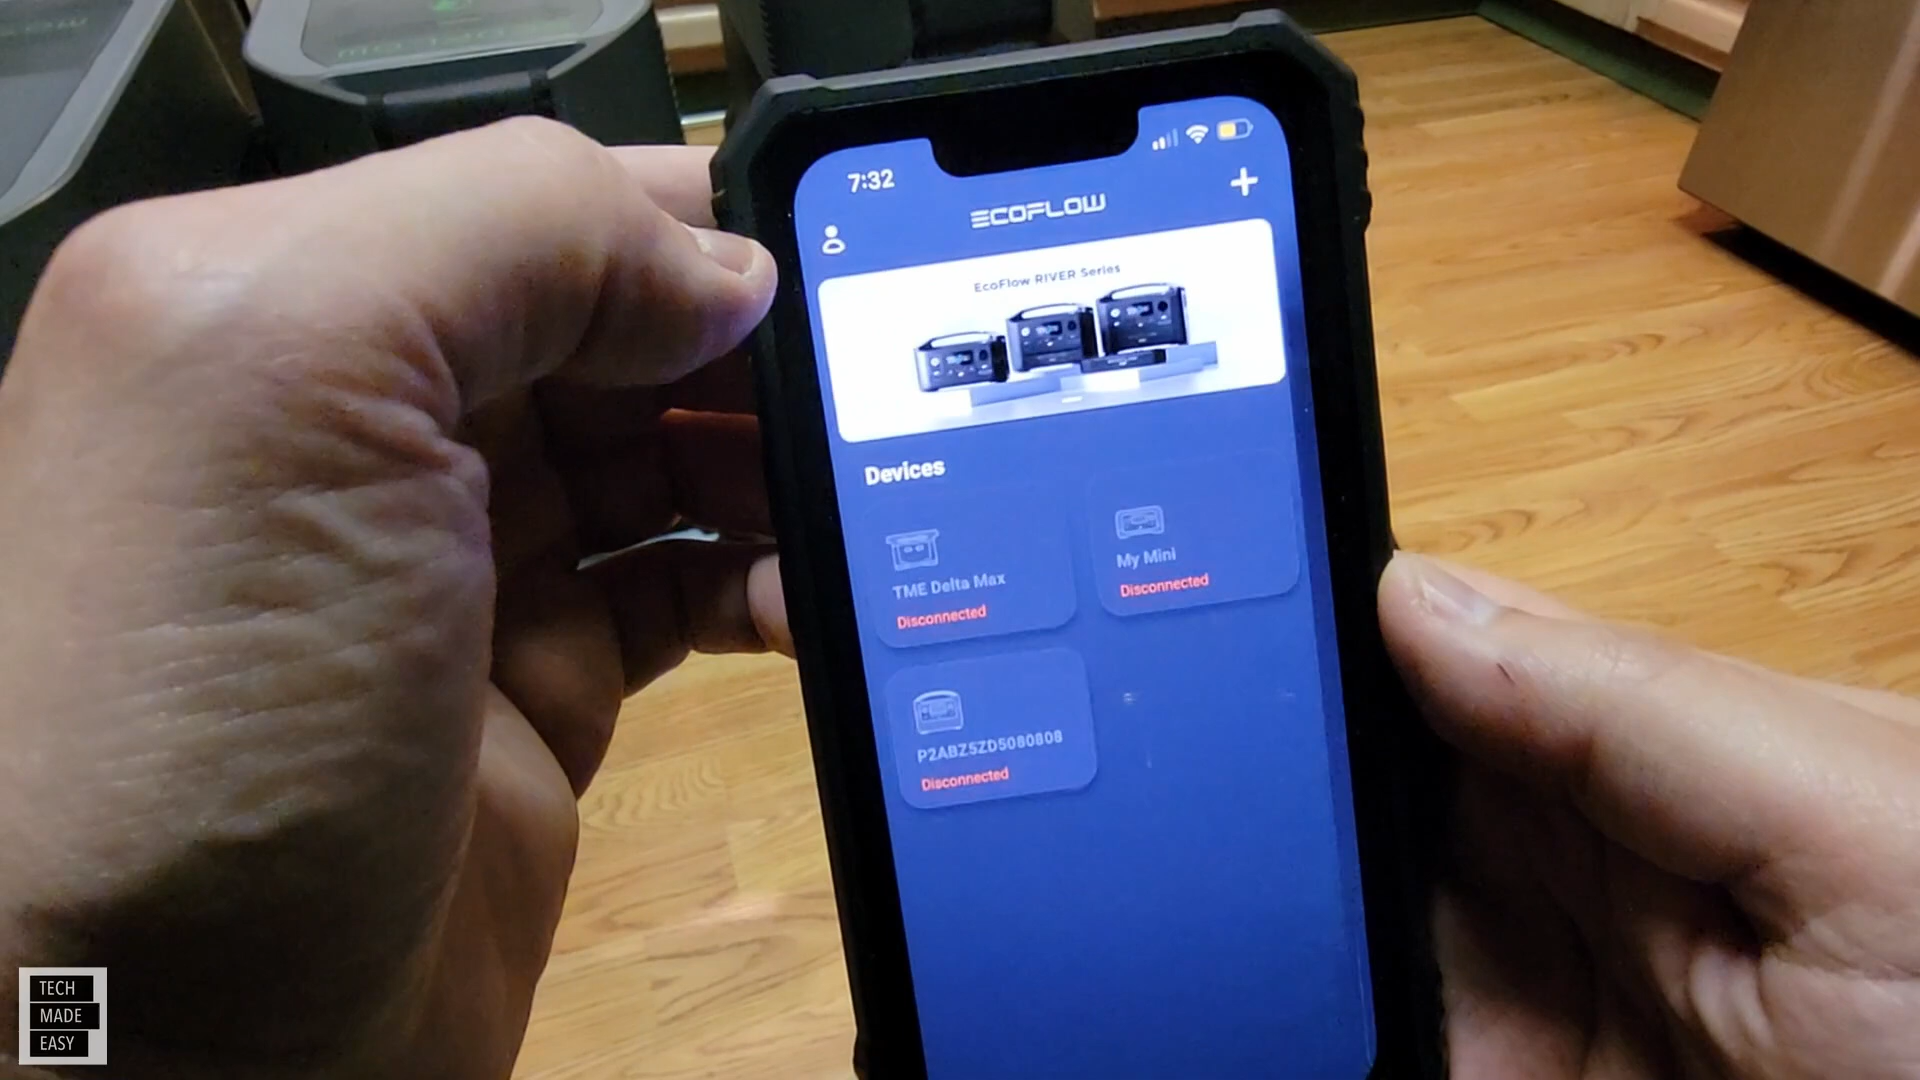 7:32
ECOFLOW
EcoFlow RIVER Series
Devices
TME Delta Max
Disconnected
My Mini
Disconnected
P2ABZ5ZD5080808
Disconnected
TECH
MADE
EASY